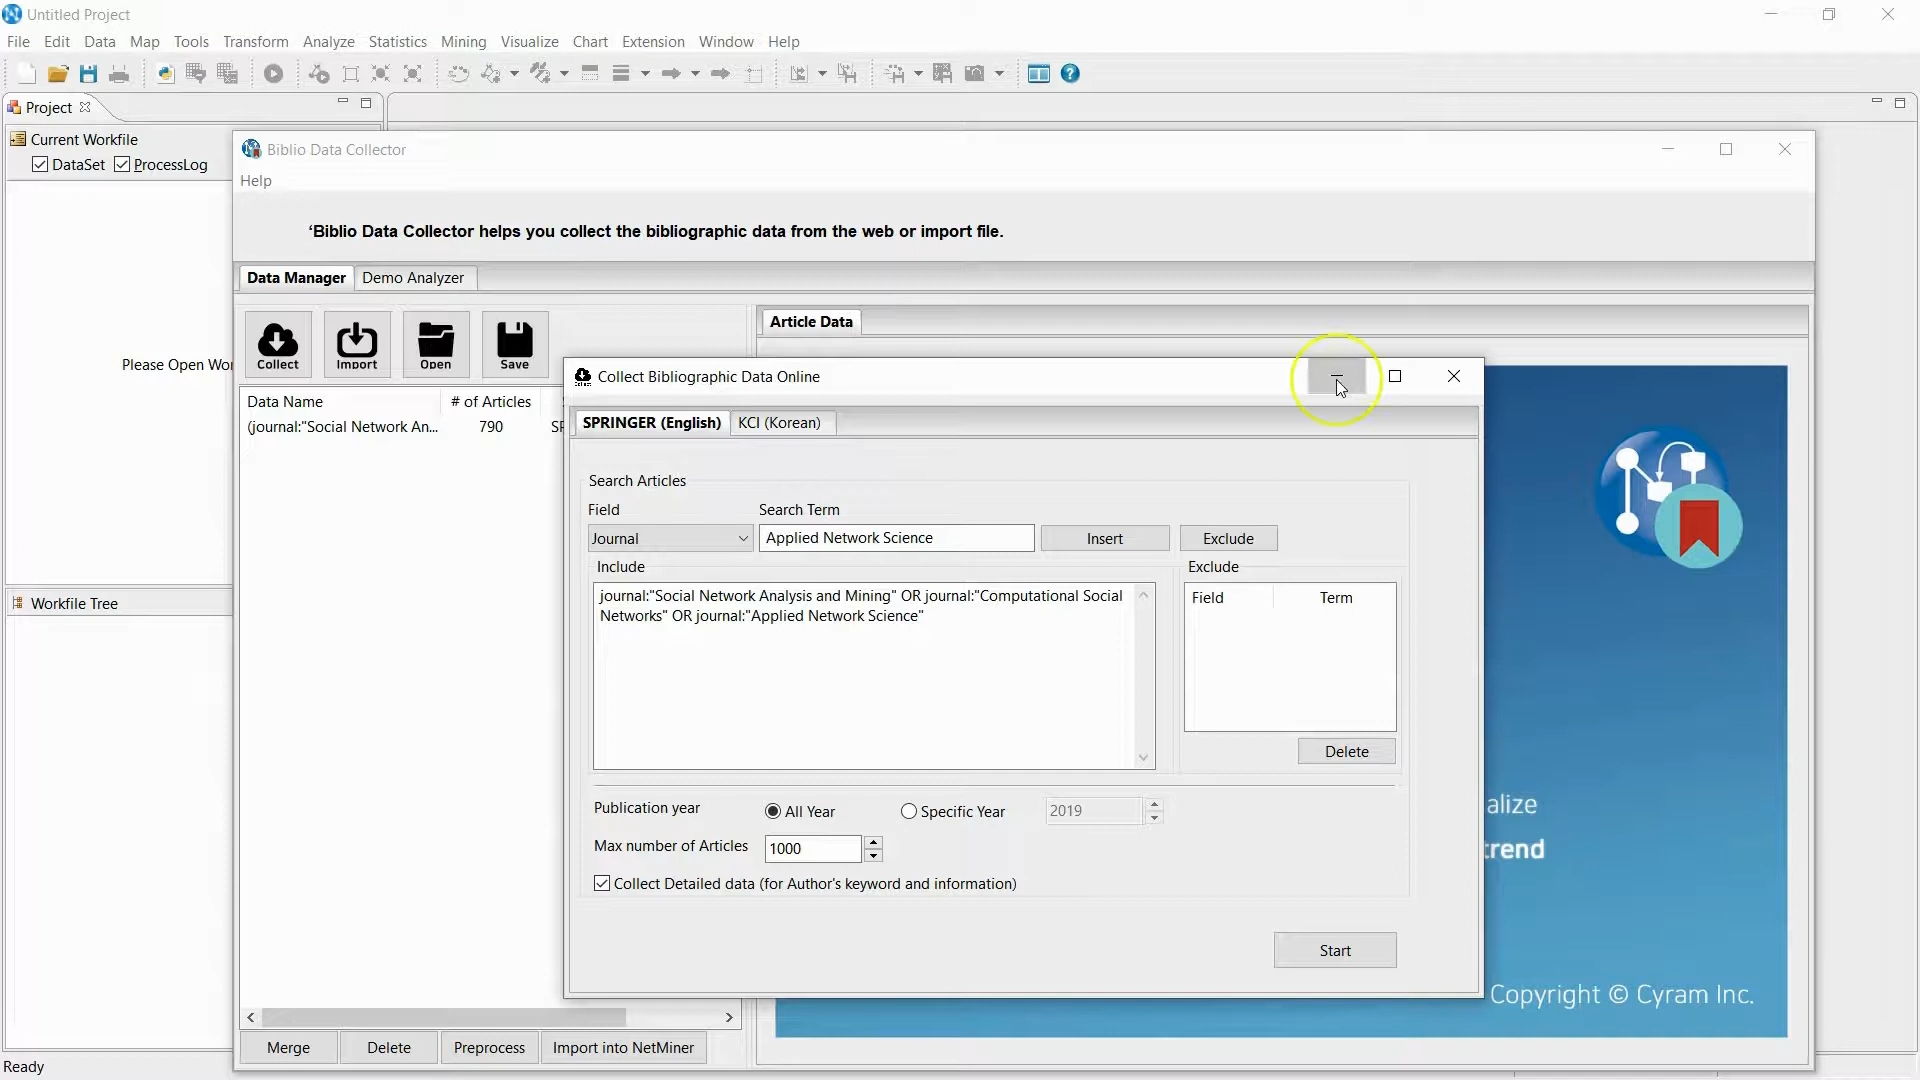 Untitled Project
File Edit Data Map Tools Transform Analyze Statistics Mining Visualize Chart Extension Window Help
Project
Current Workfile
DataSet ProcessLog
Please Open Wor
Workfile Tree
Ready
Biblio Data Collector
Help
‘Biblio Data Collector helps you collect the bibliographic data from the web or import file.
Data Manager Demo Analyzer
Collect Import Open Save
Data Name # of Articles
(journal:"Social Network An... 790
Merge Delete Preprocess Import into NetMiner
Article Data
alize
trend
Copyright © Cyram Inc.
Collect Bibliographic Data Online
SPRINGER (English) KCI (Korean)
Search Articles
Field Search Term
Journal Applied Network Science Insert Exclude
Include Exclude
journal:"Social Network Analysis and Mining" OR journal:"Computational Social
Networks" OR journal:"Applied Network Science"
Field Term
Delete
Publication year All Year Specific Year 2019
Max number of Articles 1000
Collect Detailed data (for Author's keyword and information)
Start